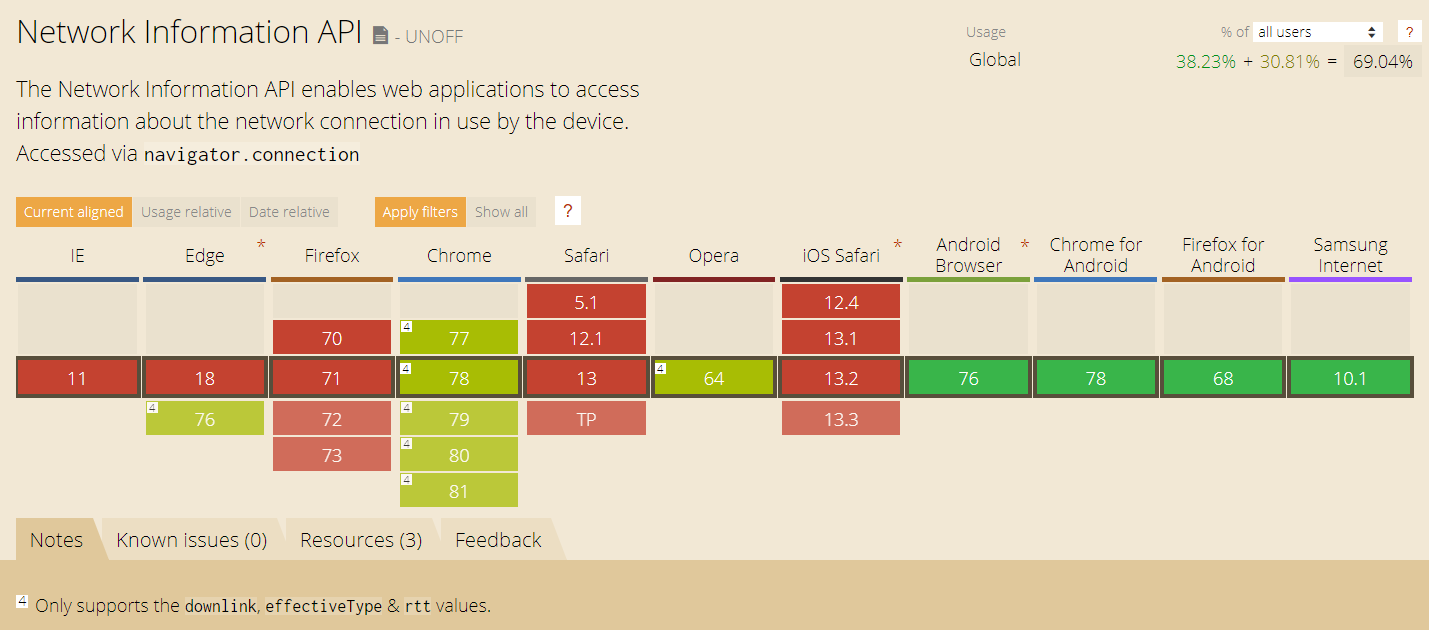 Network Information API - UNOFF
Usage % of all users ?
Global 38.23% + 30.81% = 69.04%
The Network Information API enables web applications to access
information about the network connection in use by the device.
Accessed via navigator.connection
Current aligned Usage relative Date relative Apply filters Show all ?
IE Edge * Firefox Chrome Safari Opera iOS Safari * Android Browser * Chrome for Android Firefox for Android Samsung Internet
5.1 12.4
70 4 77 12.1 13.1
11 18 71 4 78 13 4 64 13.2 76 78 68 10.1
4 76 72 4 79 TP 13.3
73 4 80
4 81
Notes Known issues (0) Resources (3) Feedback
4 Only supports the downlink, effectiveType & rtt values.